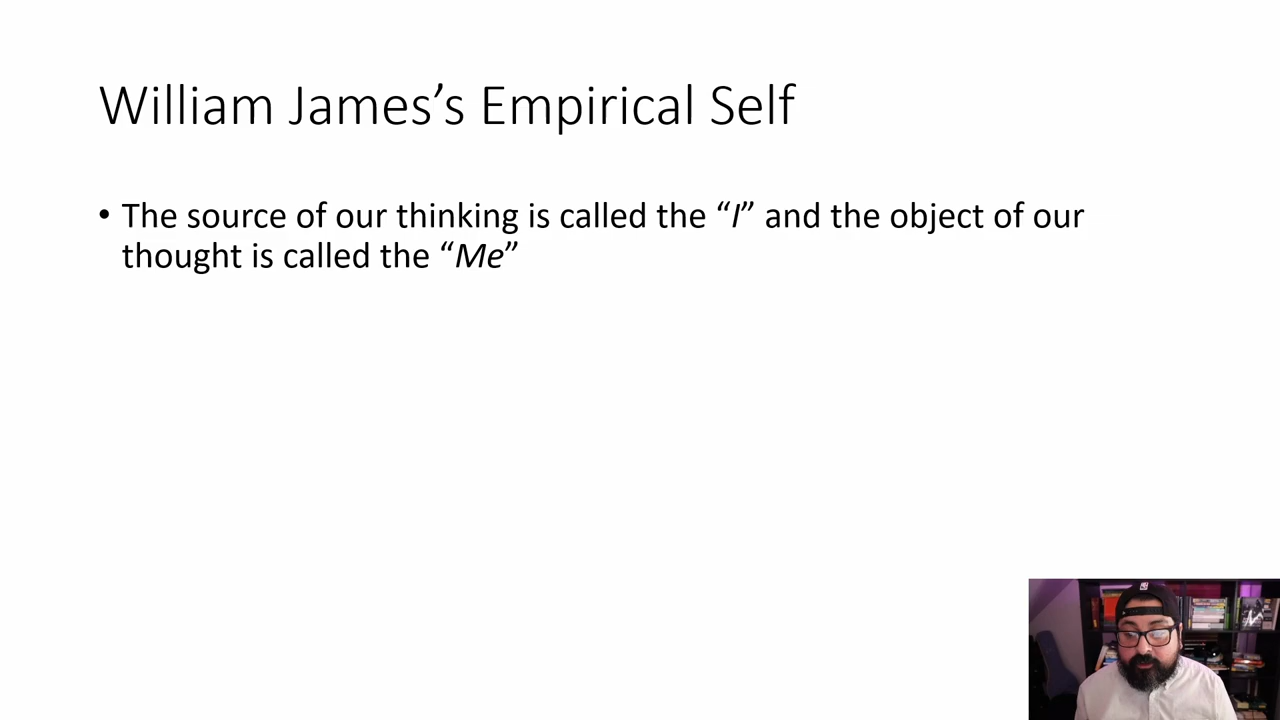 William James’s Empirical Self
• The source of our thinking is called the “I” and the object of our
thought is called the “Me”